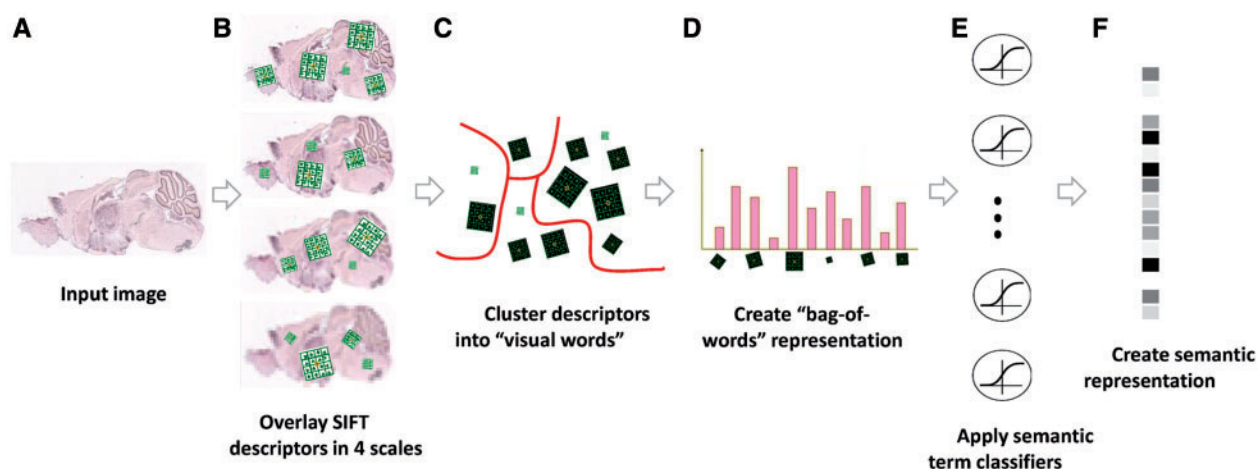 A
B
C
D
E
F
Input image
Overlay SIFT
descriptors in 4 scales
Cluster descriptors
into “visual words”
Create “bag-of-
words” representation
Apply semantic
term classifiers
Create semantic
representation